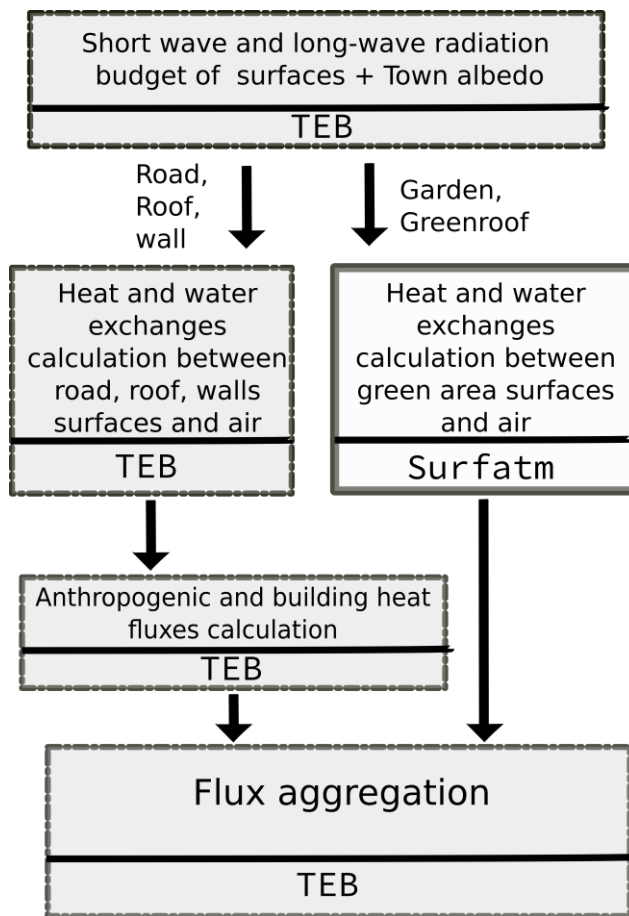 Short wave and long-wave radiation
budget of surfaces + Town albedo
TEB
Road,
Roof,
wall
Garden,
Greenroof
Heat and water
exchanges
calculation between
road, roof, walls
surfaces and air
TEB
Heat and water
exchanges
calculation between
green area surfaces
and air
Surfatm
Anthropogenic and building heat
fluxes calculation
TEB
Flux aggregation
TEB